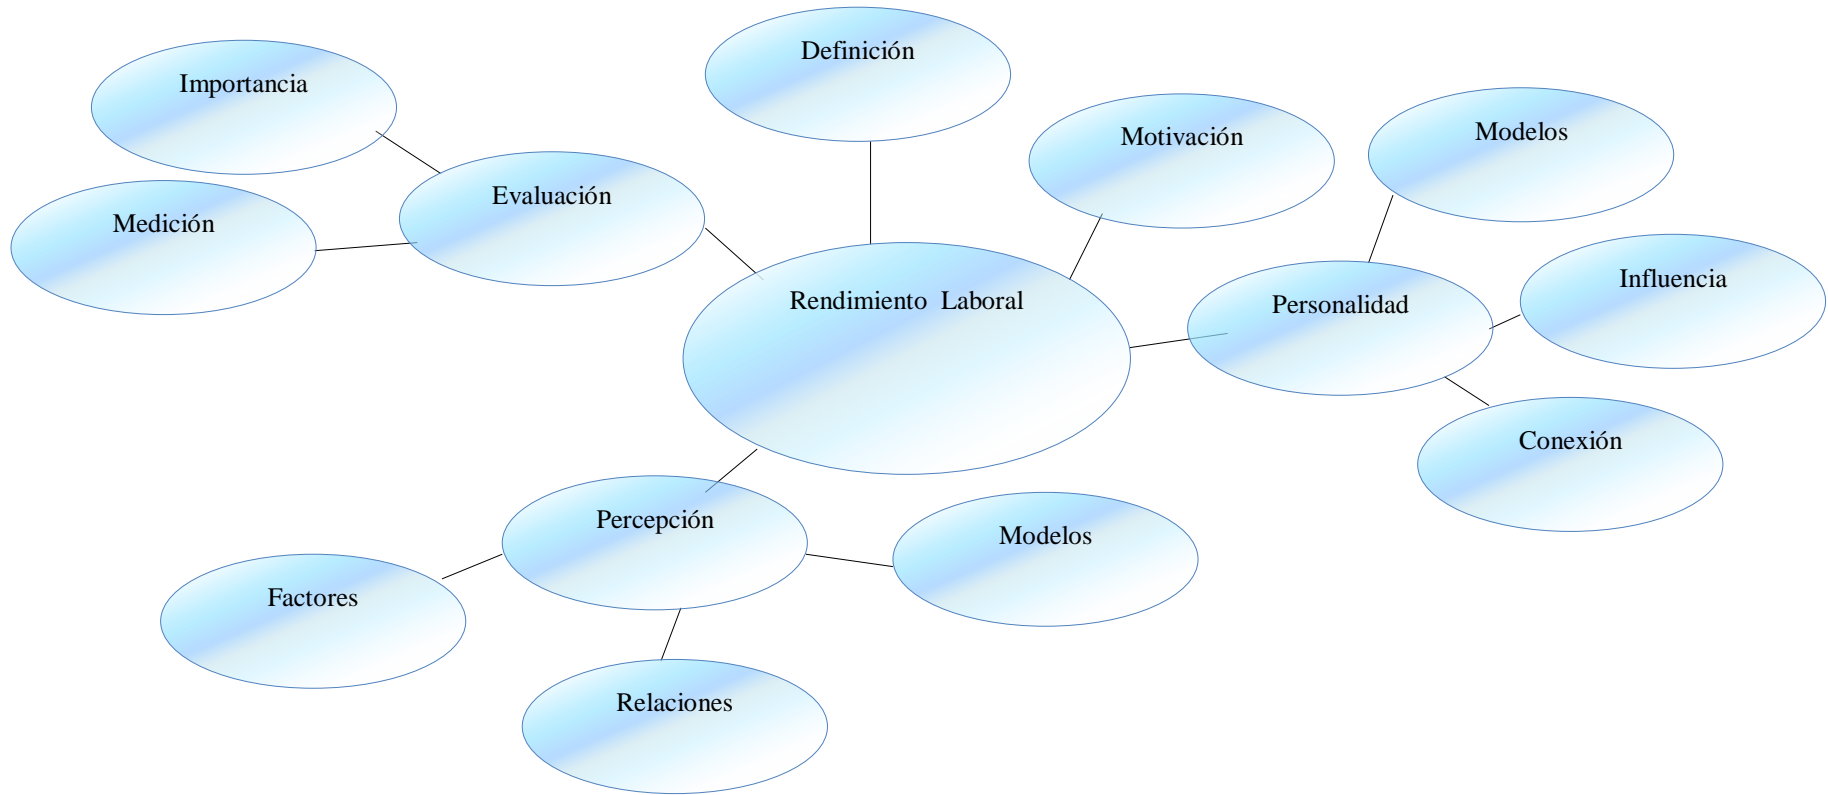 Definición
Importancia
Motivación
Modelos
Evaluación
Medición
Influencia
Rendimiento  Laboral
Personalidad
Conexión
Percepción
Modelos
Factores
Relaciones